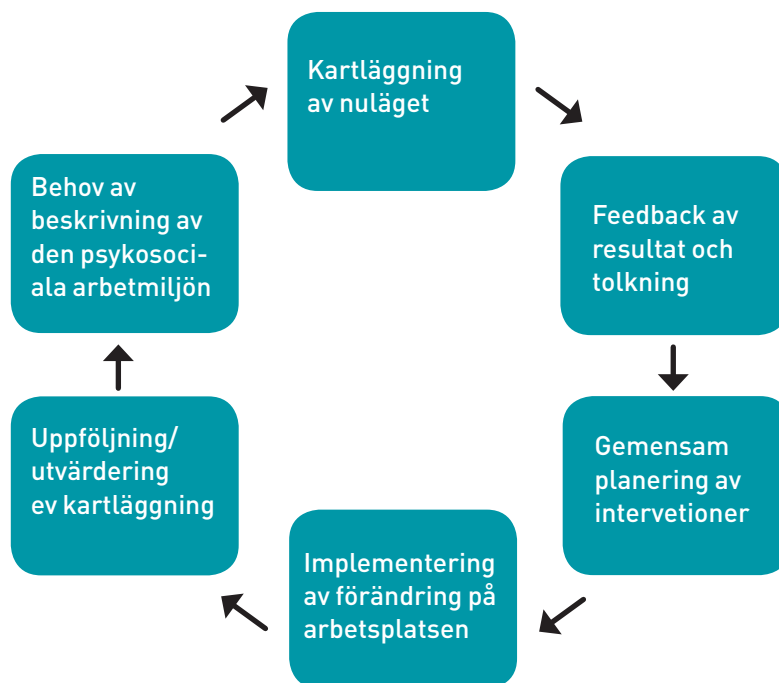 Kartläggning
av nuläget
Feedback av
resultat och
tolkning
Gemensam
planering av
intervetioner
Implementering
av förändring på
arbetsplatsen
Uppföljning/
utvärdering
ev kartläggning
Behov av
beskrivning av
den psykosoci-
ala arbetmiljön